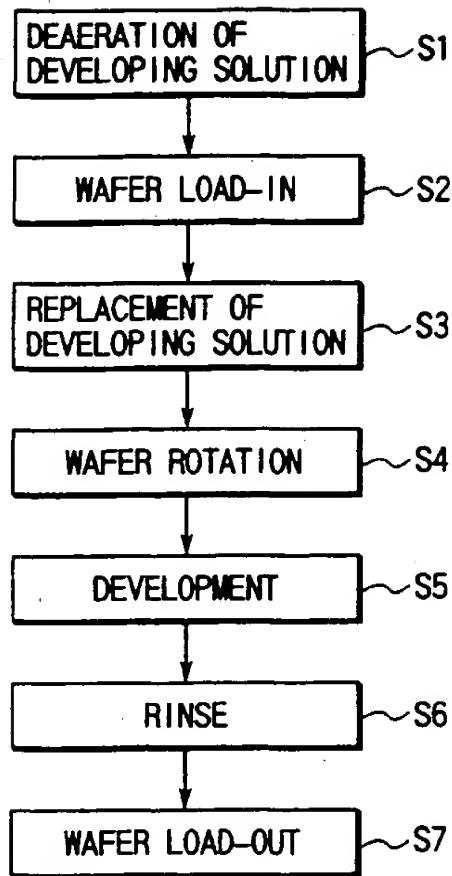 DEAERATION OF
DEVELOPING SOLUTION
S1
WAFER LOAD-IN
S2
REPLACEMENT OF
DEVELOPING SOLUTION
S3
WAFER ROTATION
S4
DEVELOPMENT
S5
RINSE
S6
WAFER LOAD-OUT
S7